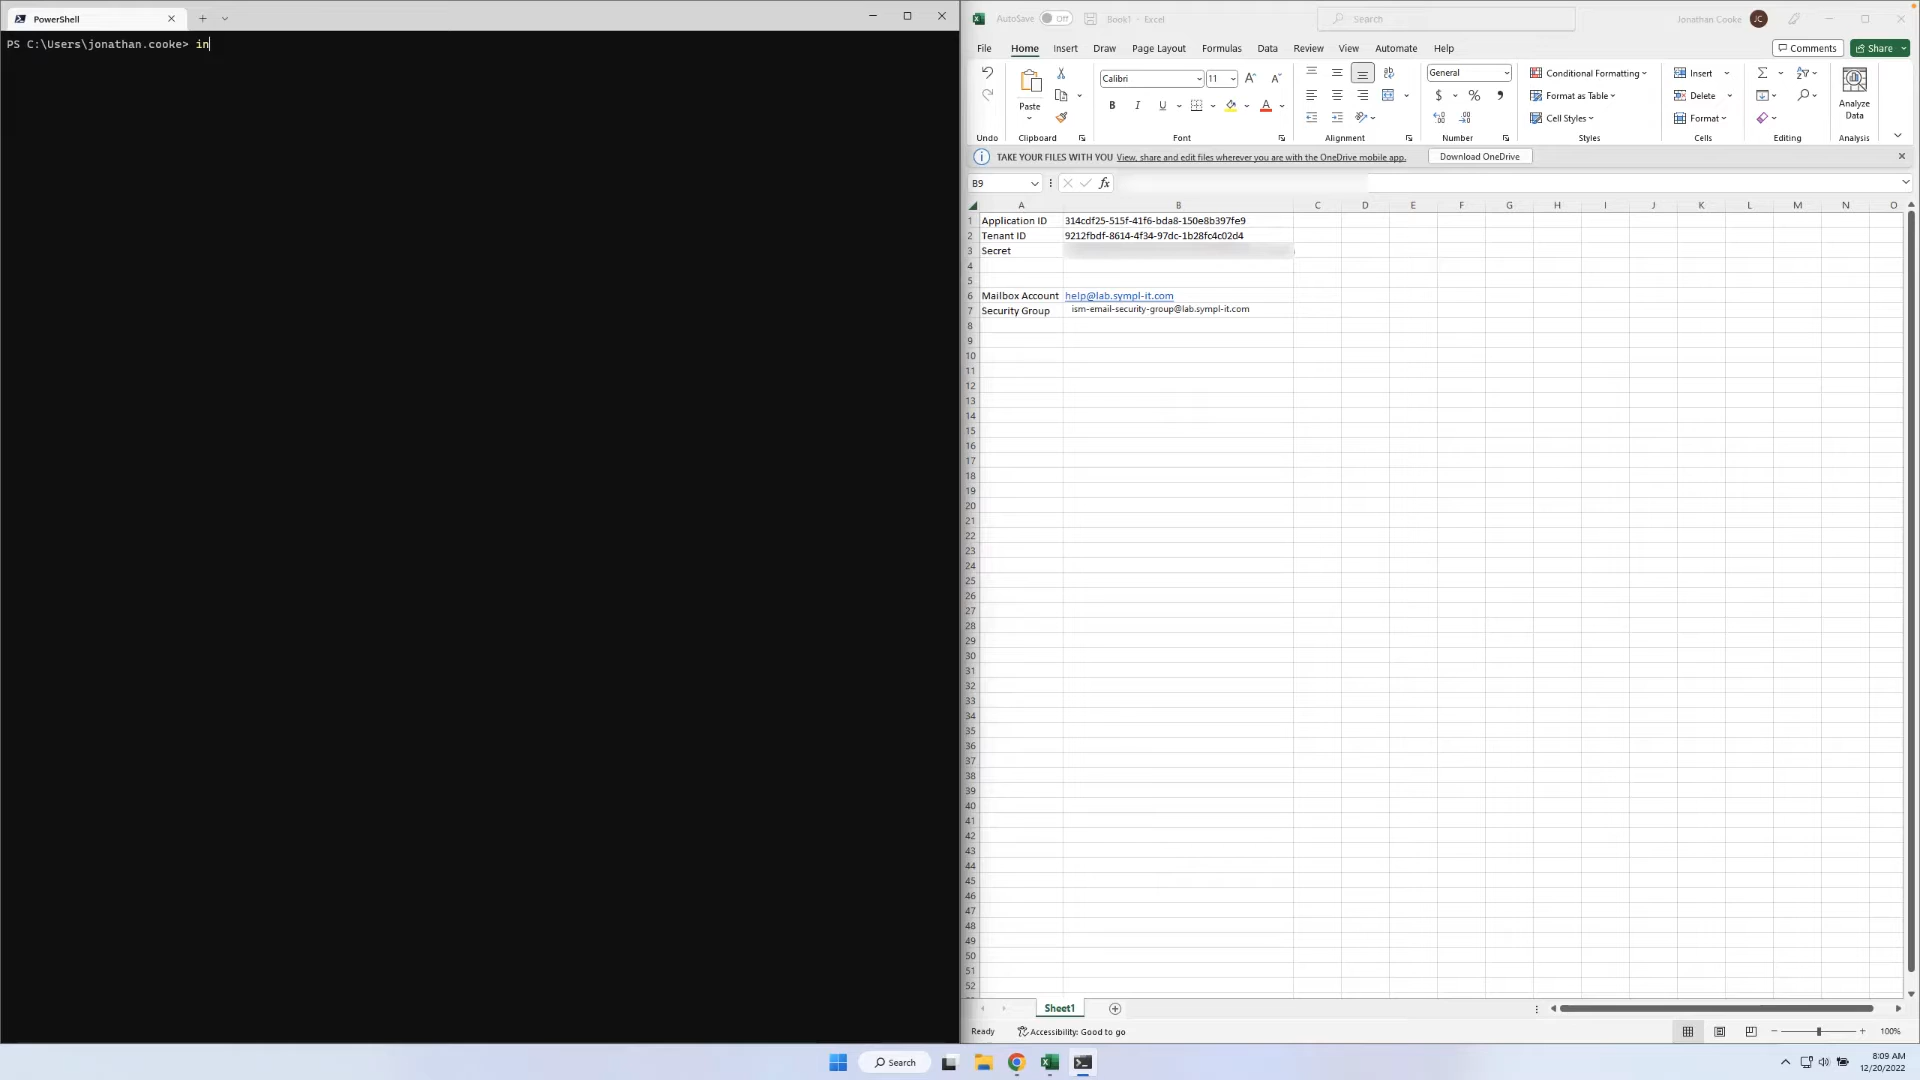 PowerShell
PS C:\Users\jonathan.cooke> in
AutoSave Off Book1 - Excel Search Jonathan Cooke JC
File Home Insert Draw Page Layout Formulas Data Review View Automate Help Comments Share
Calibri 11 General Conditional Formatting Insert
Paste B I U A $ % Format as Table Delete Analyze Data
Cell Styles Format
Undo Clipboard Font Alignment Number Styles Cells Editing Analysis
TAKE YOUR FILES WITH YOU View, share and edit files wherever you are with the OneDrive mobile app. Download OneDrive
B9 fx
A B C D E F G H I J K L M N O
1 Application ID 314cdf25-515f-41f6-bda8-150e8b397fe9
2 Tenant ID 9212fbdf-8614-4f34-97dc-1b28fc4c02d4
3 Secret
4
5
6 Mailbox Account help@lab.sympl-it.com
7 Security Group ism-email-security-group@lab.sympl-it.com
8
9
10
11
12
13
14
15
16
17
18
19
20
21
22
23
24
25
26
27
28
29
30
31
32
33
34
35
36
37
38
39
40
41
42
43
44
45
46
47
48
49
50
51
52
Sheet1
Ready Accessibility: Good to go 100%
Search
8:09 AM
12/20/2022